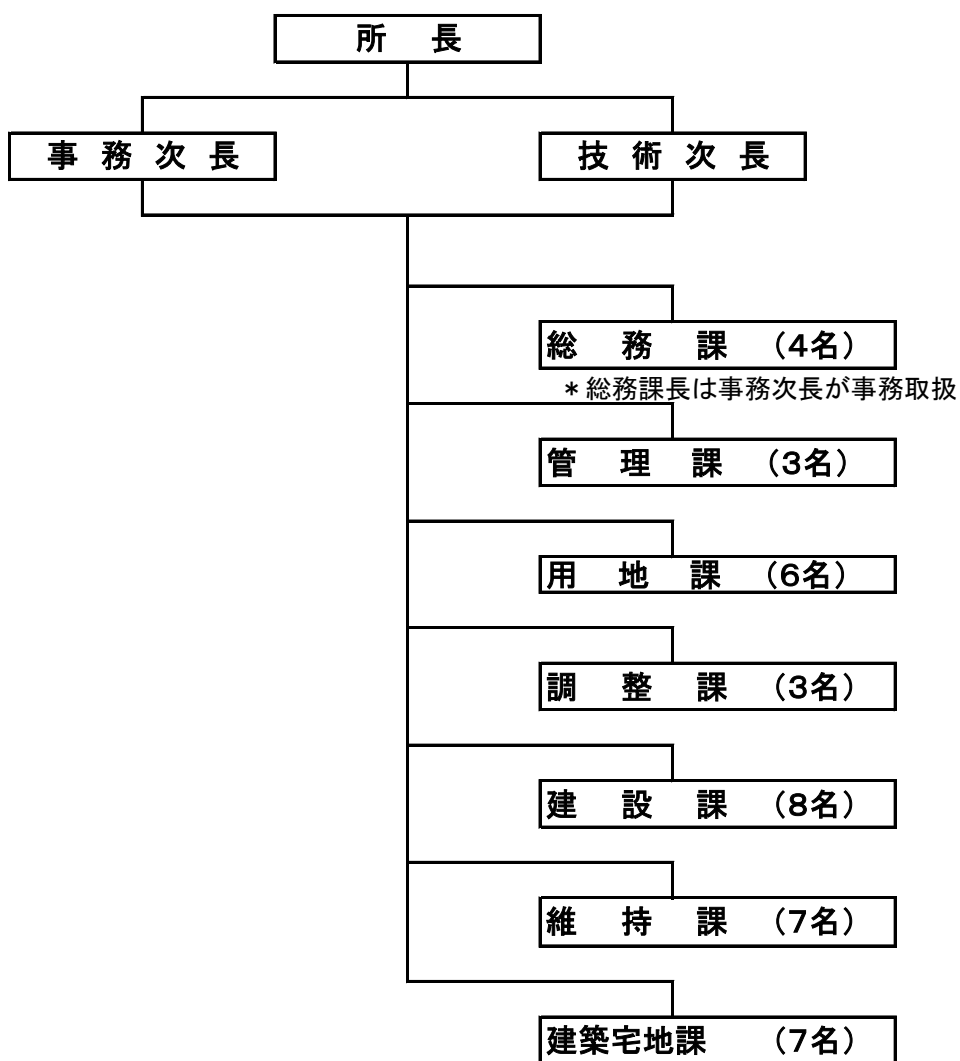 所 長
事 務 次 長
技 術 次 長
総 務 課 (4名)
*総務課長は事務次長が事務取扱
管 理 課 (3名)
用 地 課 (6名)
調 整 課 (3名)
建 設 課 (8名)
維 持 課 (7名)
建築宅地課 (7名)